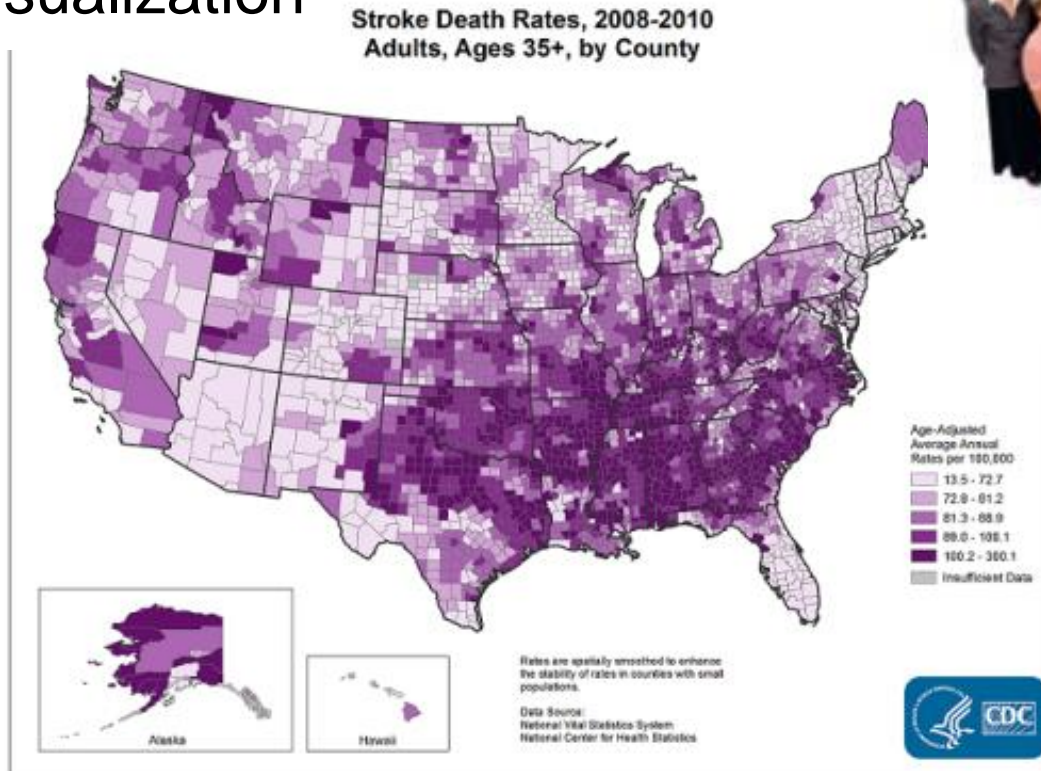 sualization
Stroke Death Rates, 2008-2010
Adults, Ages 35+, by County
Age-Adjusted
Average Annual
Rates per 100,000
13.5 - 72.7
72.8 - 81.2
81.3 - 88.9
89.0 - 100.1
100.2 - 300.1
Insufficient Data
Rates are spatially smoothed to enhance
the stability of rates in counties with small
populations.
Data Source:
National Vital Statistics System
National Center for Health Statistics
Alaska
Hawaii
CDC